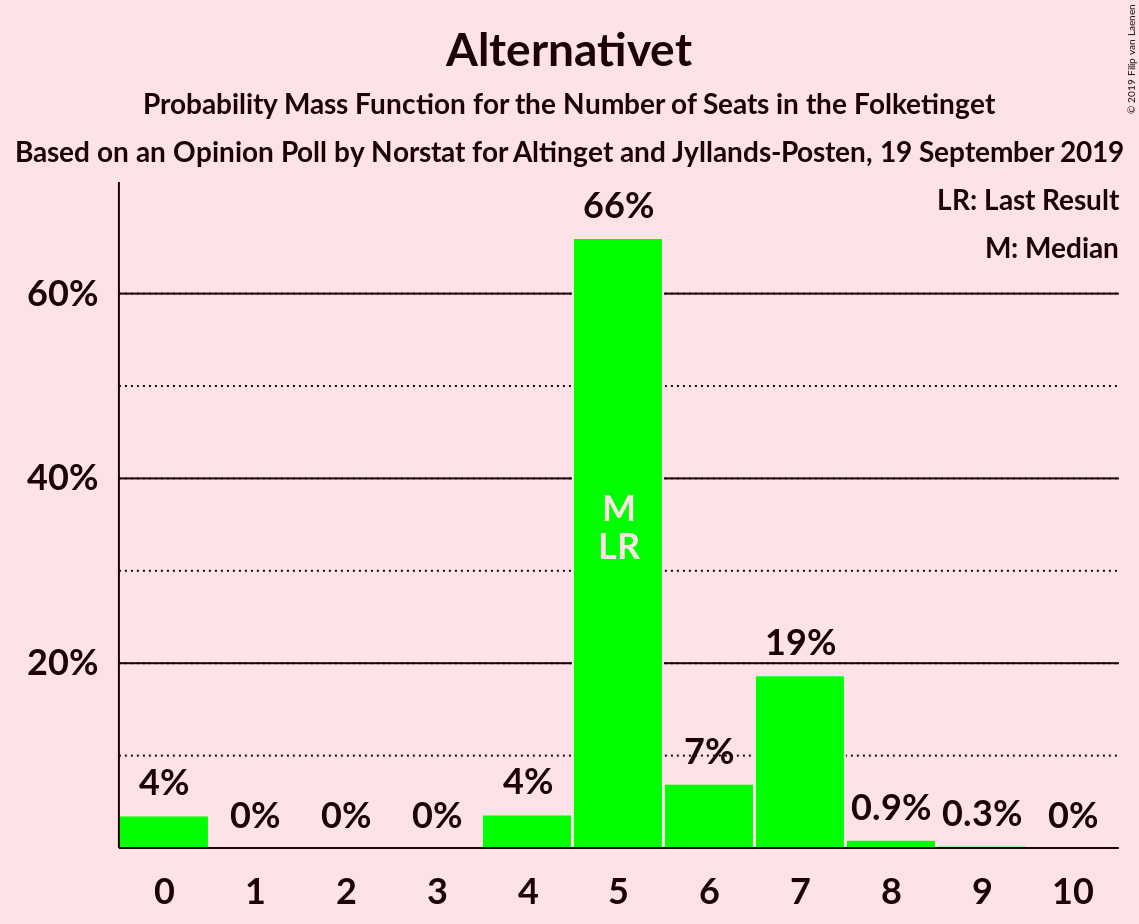 Alternativet
Probability Mass Function for the Number of Seats in the Folketinget
Based on an Opinion Poll by Norstat for Altinget and Jyllands-Posten, 19 September 2019
© 2019 Filip van Laenen
LR: Last Result
M: Median
60%
40%
20%
4%
0%
0%
0%
4%
66%
M
LR
7%
19%
0.9%
0.3%
0%
0 1 2 3 4 5 6 7 8 9 10